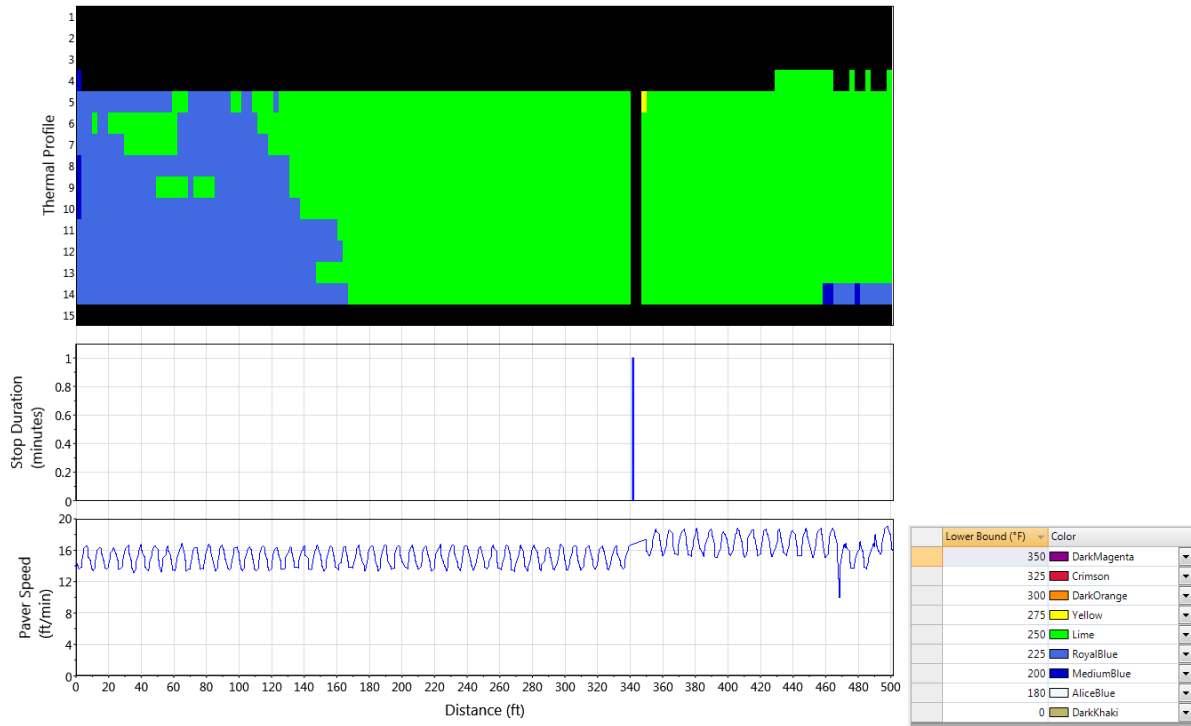 1
2
3
4
5
6
7
8
9
10
11
12
13
14
15
Thermal Profile
1
0.8
0.6
0.4
0.2
0
Stop Duration
(minutes)
20
16
12
8
4
0
Paver Speed
(ft/min)
0 20 40 60 80 100 120 140 160 180 200 220 240 260 280 300 320 340 360 380 400 420 440 460 480 500
Distance (ft)
Lower Bound (°F) Color
350 DarkMagenta
325 Crimson
300 DarkOrange
275 Yellow
250 Lime
225 RoyalBlue
200 MediumBlue
180 AliceBlue
0 DarkKhaki